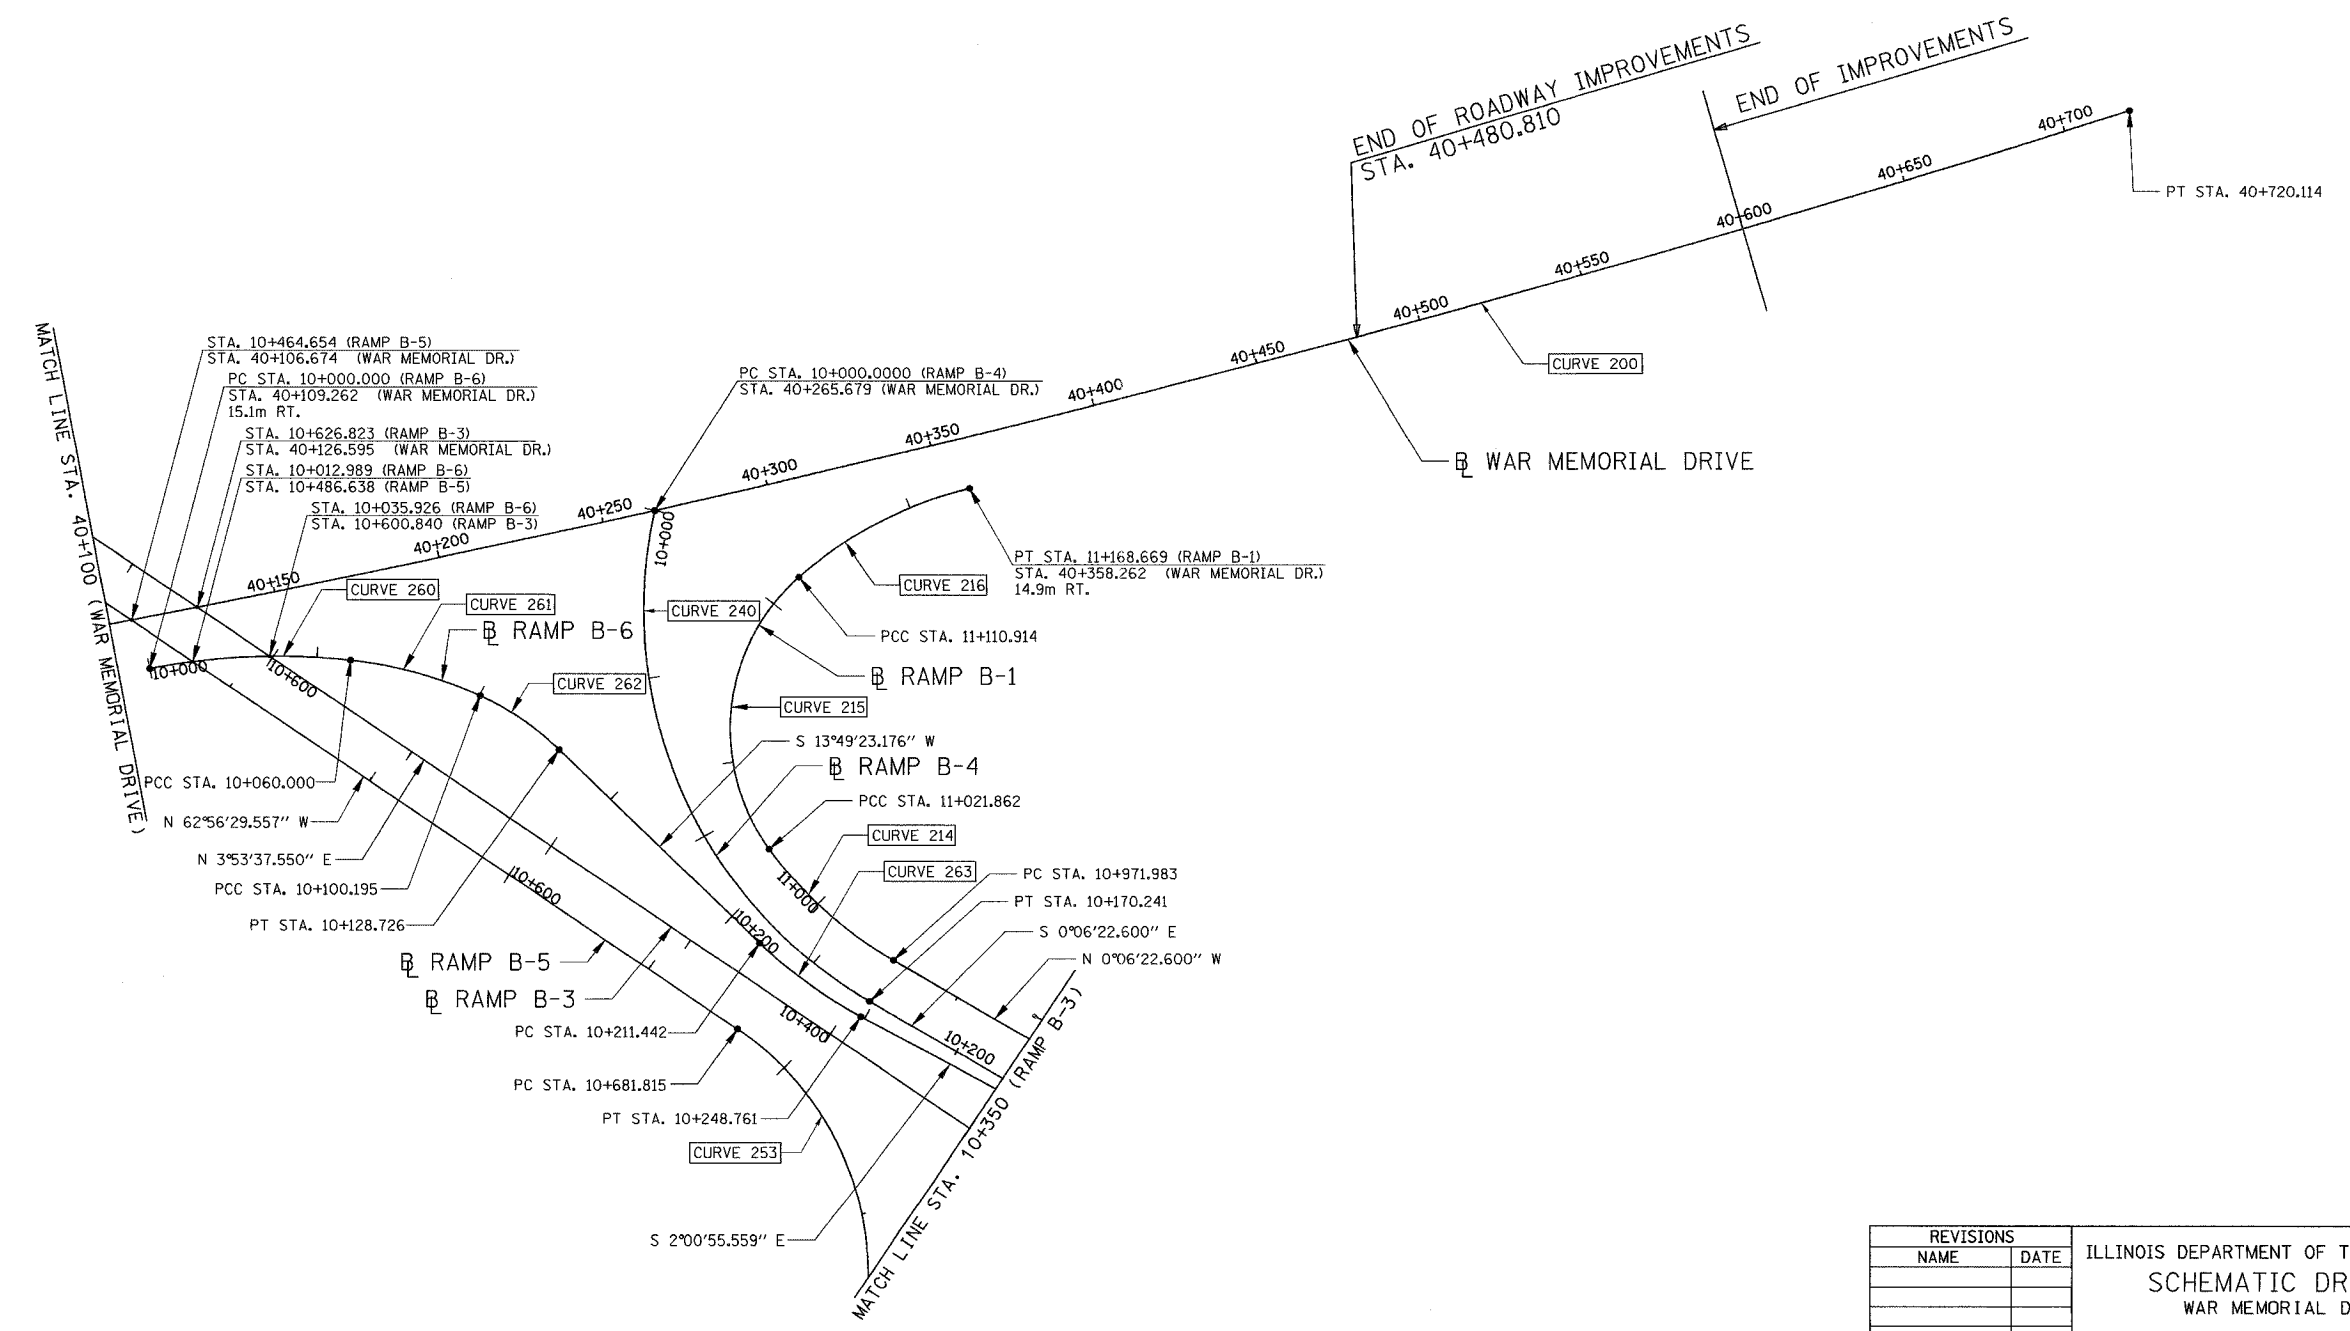 END OF ROADWAY IMPROVEMENTS
STA. 40+480.810
END OF IMPROVEMENTS
40+700
40+650
PT STA. 40+720.114
40+600
40+550
40+500
CURVE 200
40+450
40+400
40+350
40+300
40+250
40+200
40+150
℄ WAR MEMORIAL DRIVE
MATCH LINE STA. 40+100 (WAR MEMORIAL DRIVE)
STA. 10+464.654 (RAMP B-5)
STA. 40+106.674 (WAR MEMORIAL DR.)
PC STA. 10+000.000 (RAMP B-6)
STA. 40+109.262 (WAR MEMORIAL DR.)
15.1m RT.
STA. 10+626.823 (RAMP B-3)
STA. 40+126.595 (WAR MEMORIAL DR.)
STA. 10+012.989 (RAMP B-6)
STA. 10+486.638 (RAMP B-5)
STA. 10+035.926 (RAMP B-6)
STA. 10+600.840 (RAMP B-3)
PC STA. 10+000.0000 (RAMP B-4)
STA. 40+265.679 (WAR MEMORIAL DR.)
10+000
PT STA. 11+168.669 (RAMP B-1)
STA. 40+358.262 (WAR MEMORIAL DR.)
14.9m RT.
CURVE 216
CURVE 260
CURVE 261
CURVE 240
℄ RAMP B-6
PCC STA. 11+110.914
10+000
10+600
℄ RAMP B-1
CURVE 262
CURVE 215
S 13°49'23.176" W
℄ RAMP B-4
PCC STA. 10+060.000
PCC STA. 11+021.862
N 62°56'29.557" W
CURVE 214
N 3°53'37.550" E
CURVE 263
PCC STA. 10+100.195
10+600
11+000
PC STA. 10+971.983
PT STA. 10+170.241
PT STA. 10+128.726
10+200
S 0°06'22.600" E
N 0°06'22.600" W
℄ RAMP B-5
℄ RAMP B-3
PC STA. 10+211.442
10+400
10+200
PC STA. 10+681.815
PT STA. 10+248.761
CURVE 253
S 2°00'55.559" E
MATCH LINE STA. 10+350 (RAMP B-3)
REVISIONS
NAME DATE
ILLINOIS DEPARTMENT OF T
SCHEMATIC DR
WAR MEMORIAL D